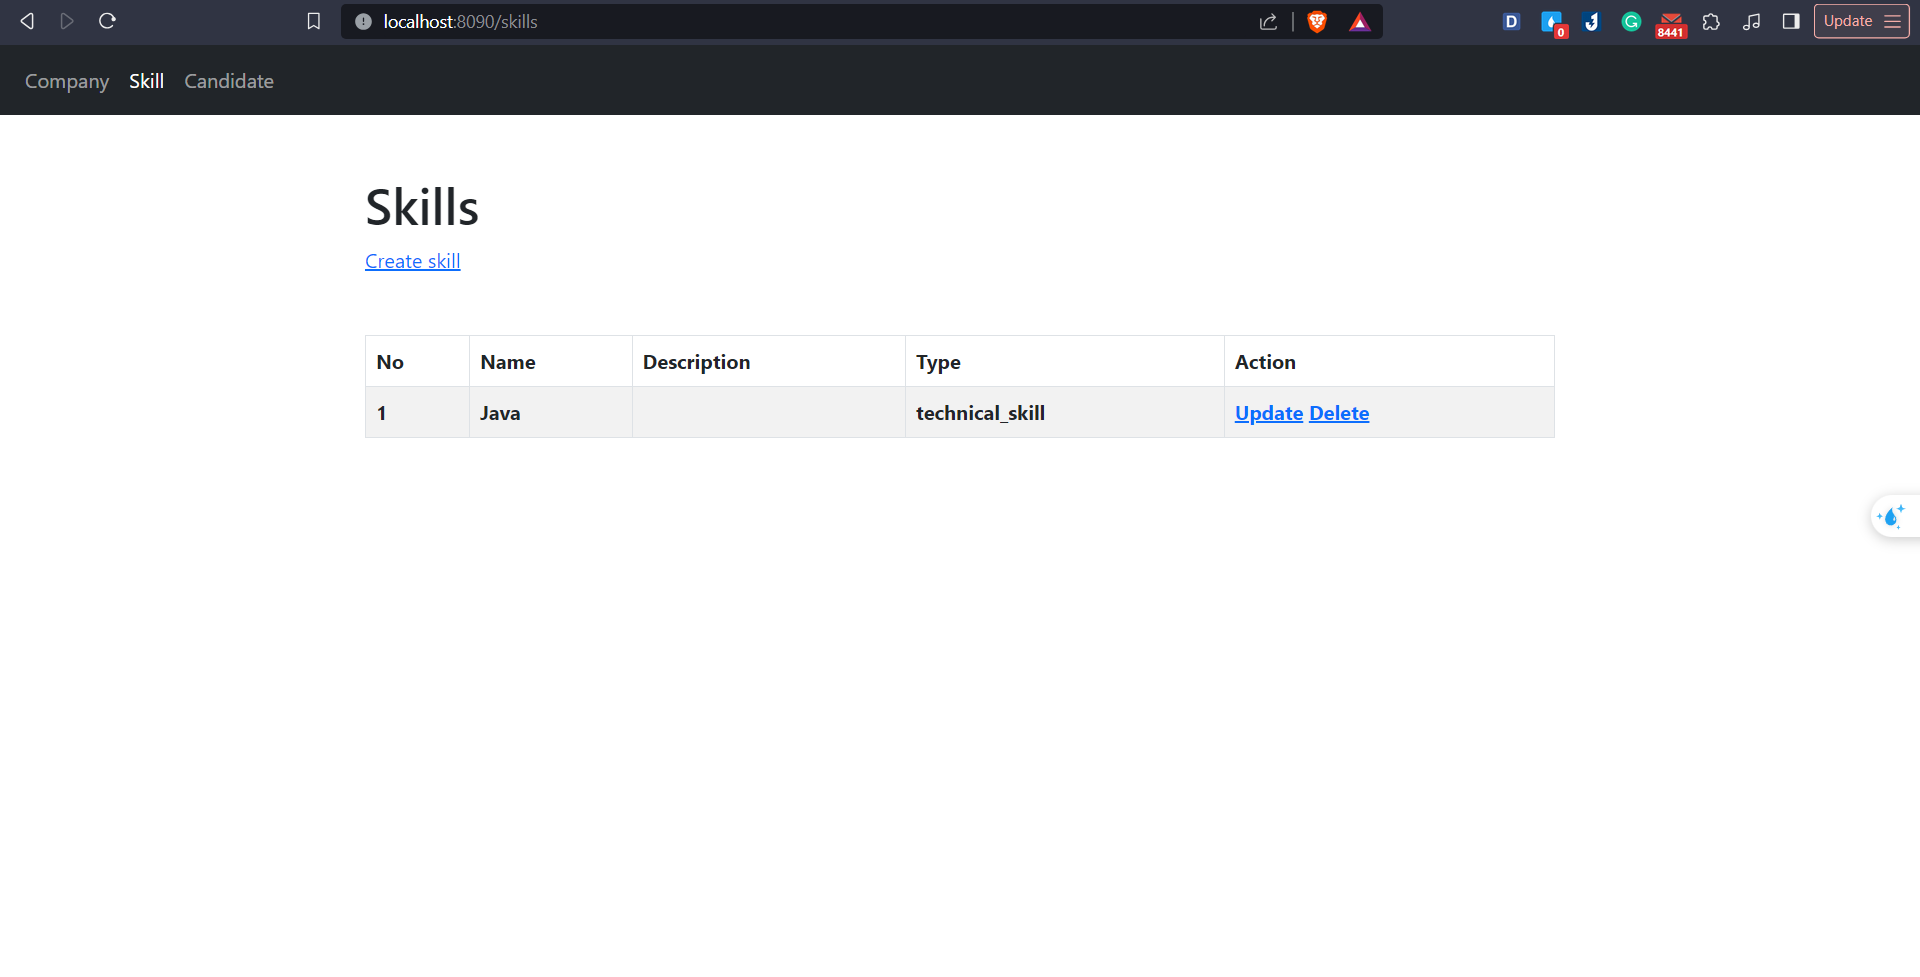 localhost:8090/skills
D
0
G
8441
Update
Company Skill Candidate
Skills
Create skill
No Name Description Type Action
1 Java technical_skill Update Delete